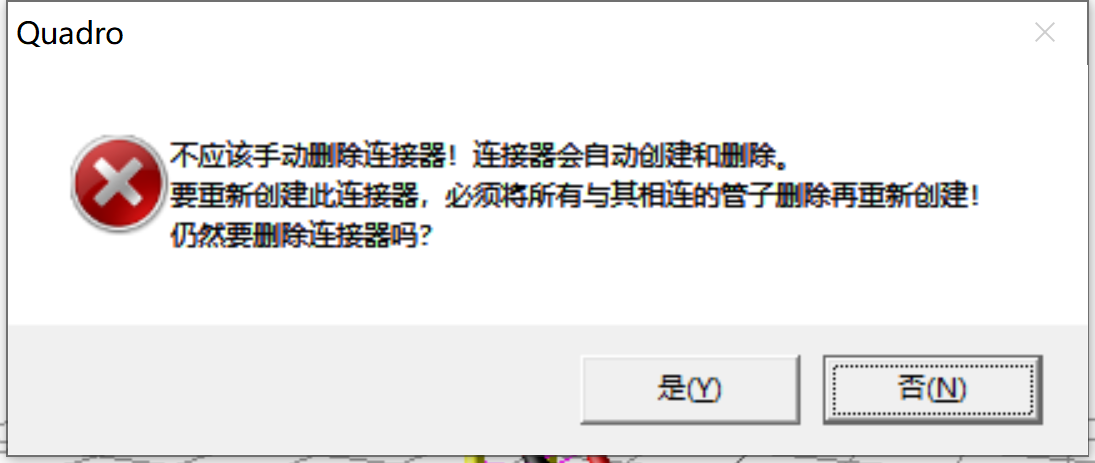 Quadro
不应该手动删除连接器！连接器会自动创建和删除。
要重新创建此连接器，必须将所有与其相连的管子删除再重新创建！
仍然要删除连接器吗？
是(Y)
否(N)